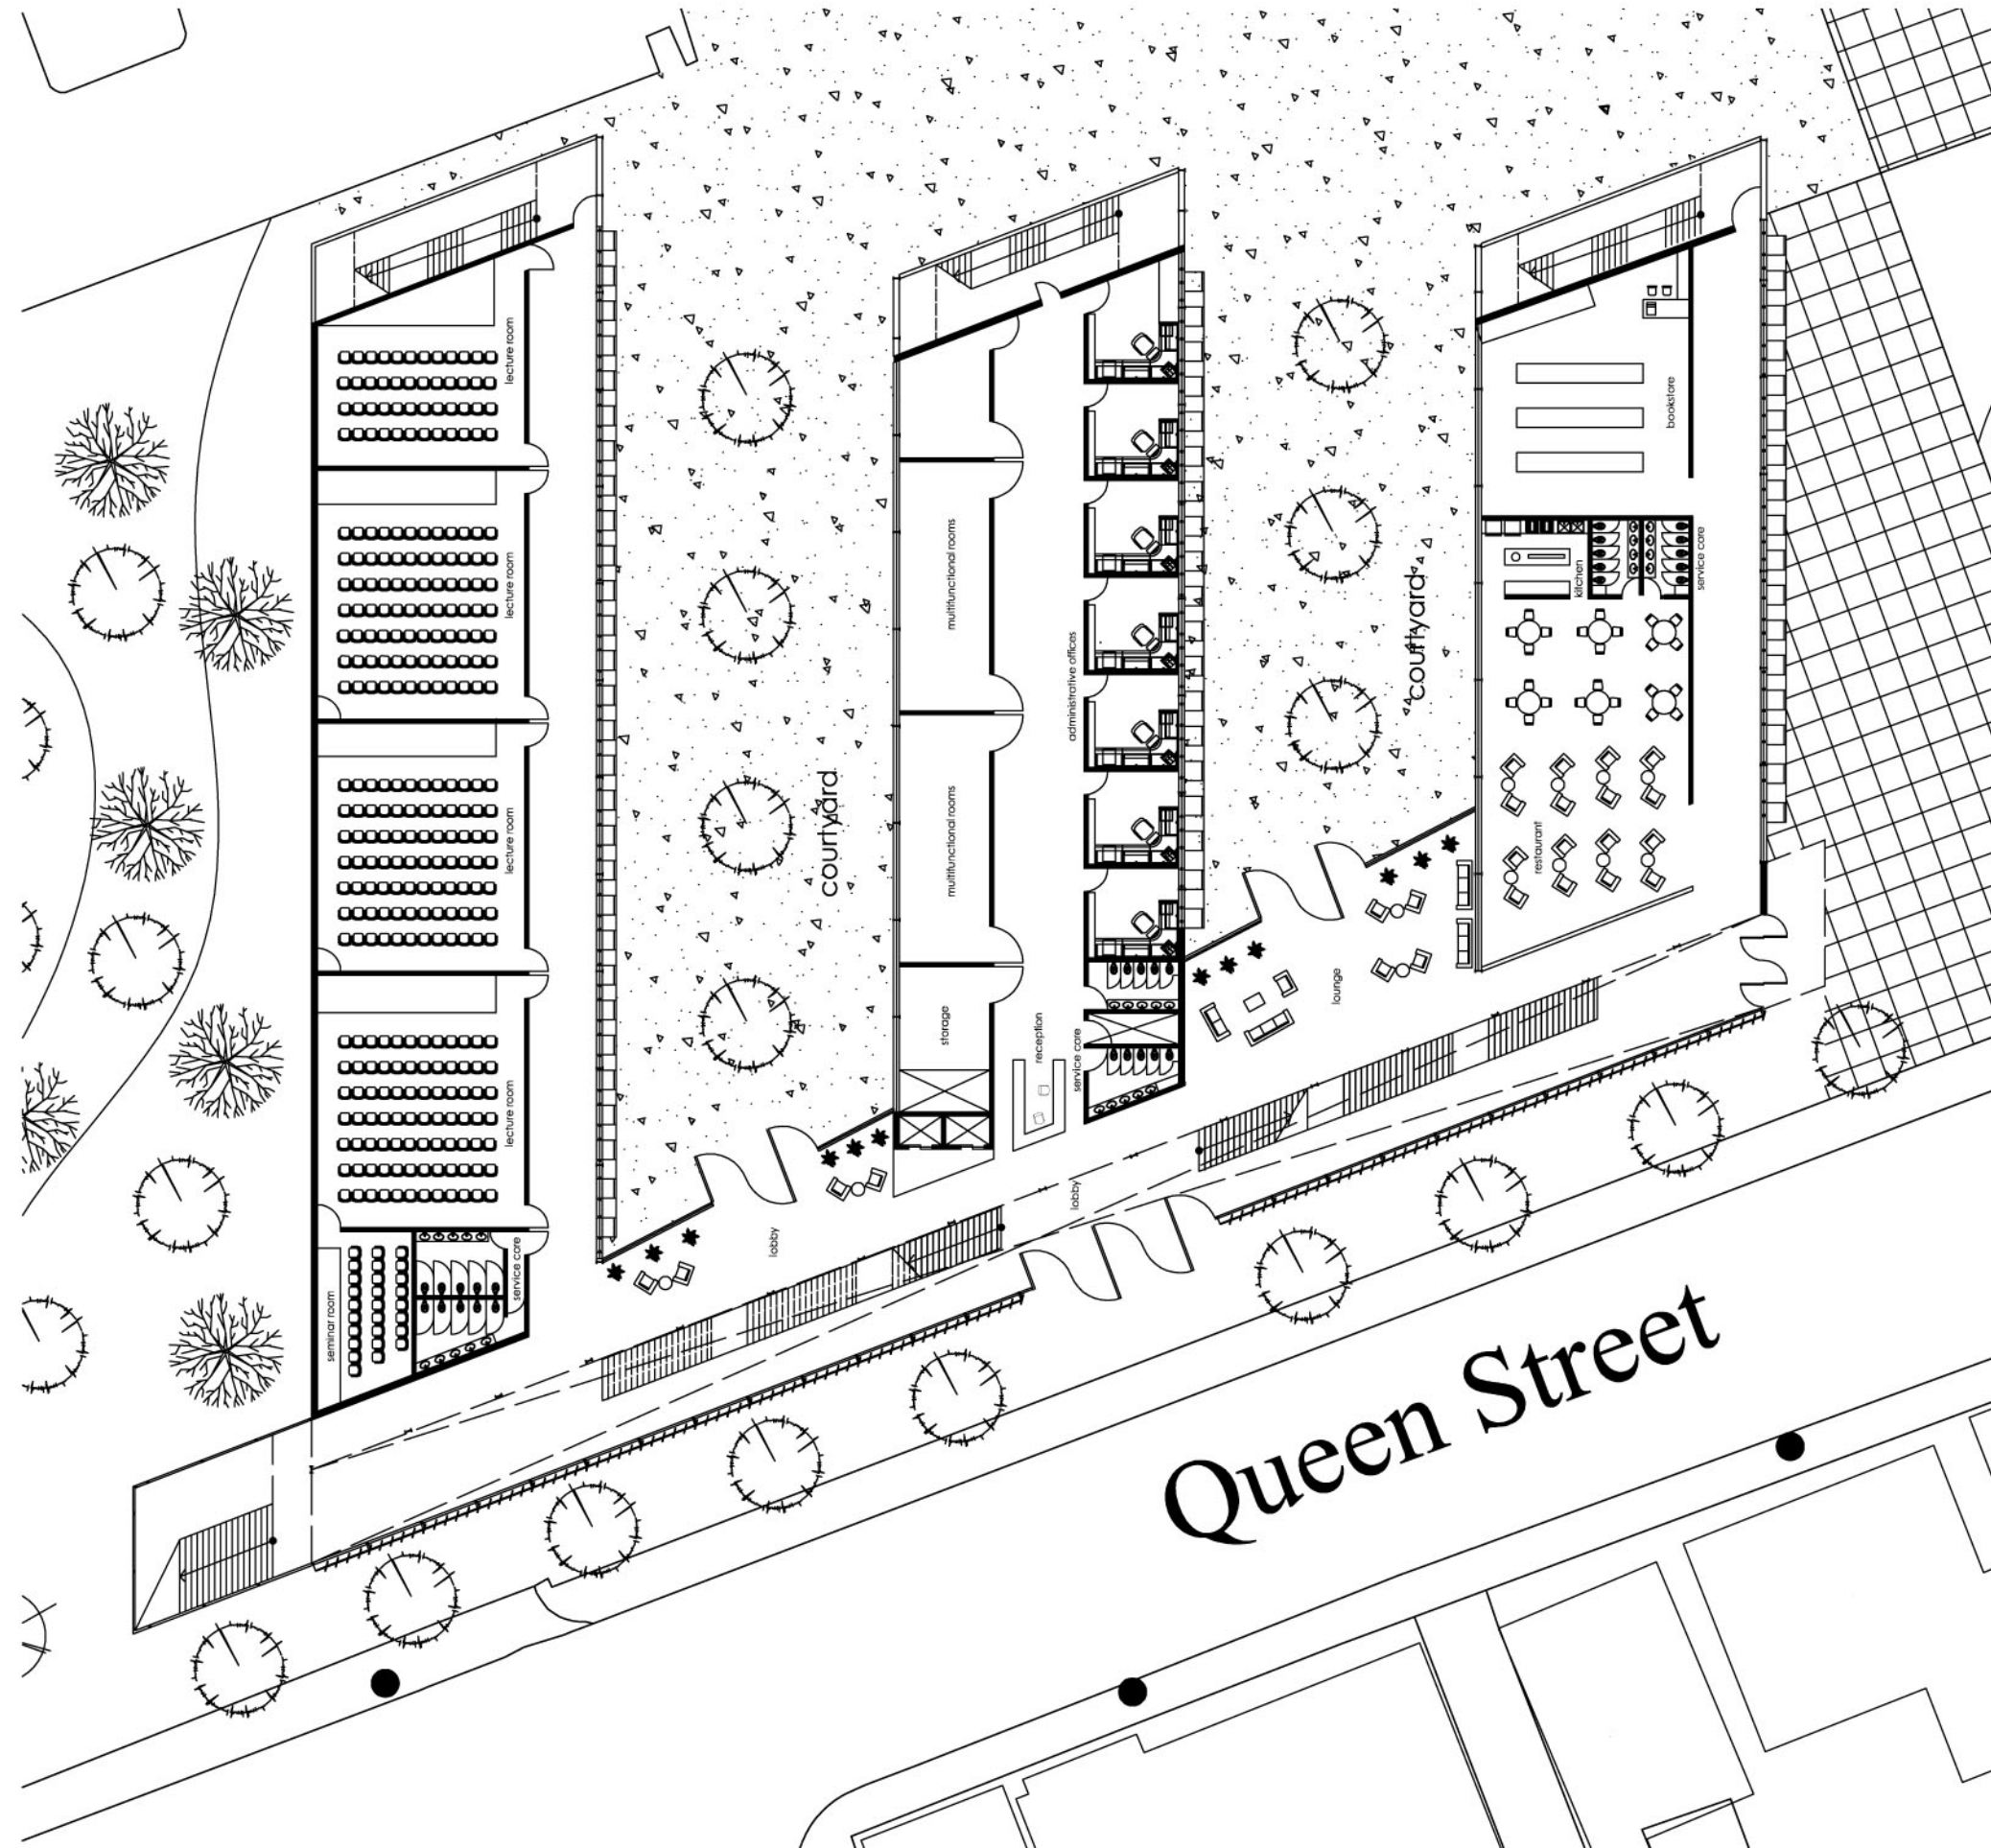 lecture room
lecture room
lecture room
lecture room
seminar room
service core
courtyard
lobby
multifunctional rooms
multifunctional rooms
storage
reception
administrative offices
service core
lobby
courtyard
lounge
bookstore
kitchen
service core
restaurant
Queen Street